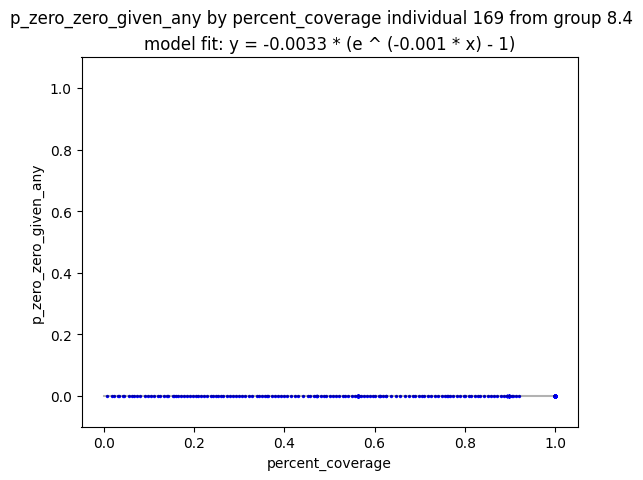 p_zero_zero_given_any by percent_coverage individual 169 from group 8.4
model fit: y = -0.0033 * (e ^ (-0.001 * x) - 1)
1.0
0.8
0.6
0.4
0.2
0.0
p_zero_zero_given_any
0.0 0.2 0.4 0.6 0.8 1.0
percent_coverage